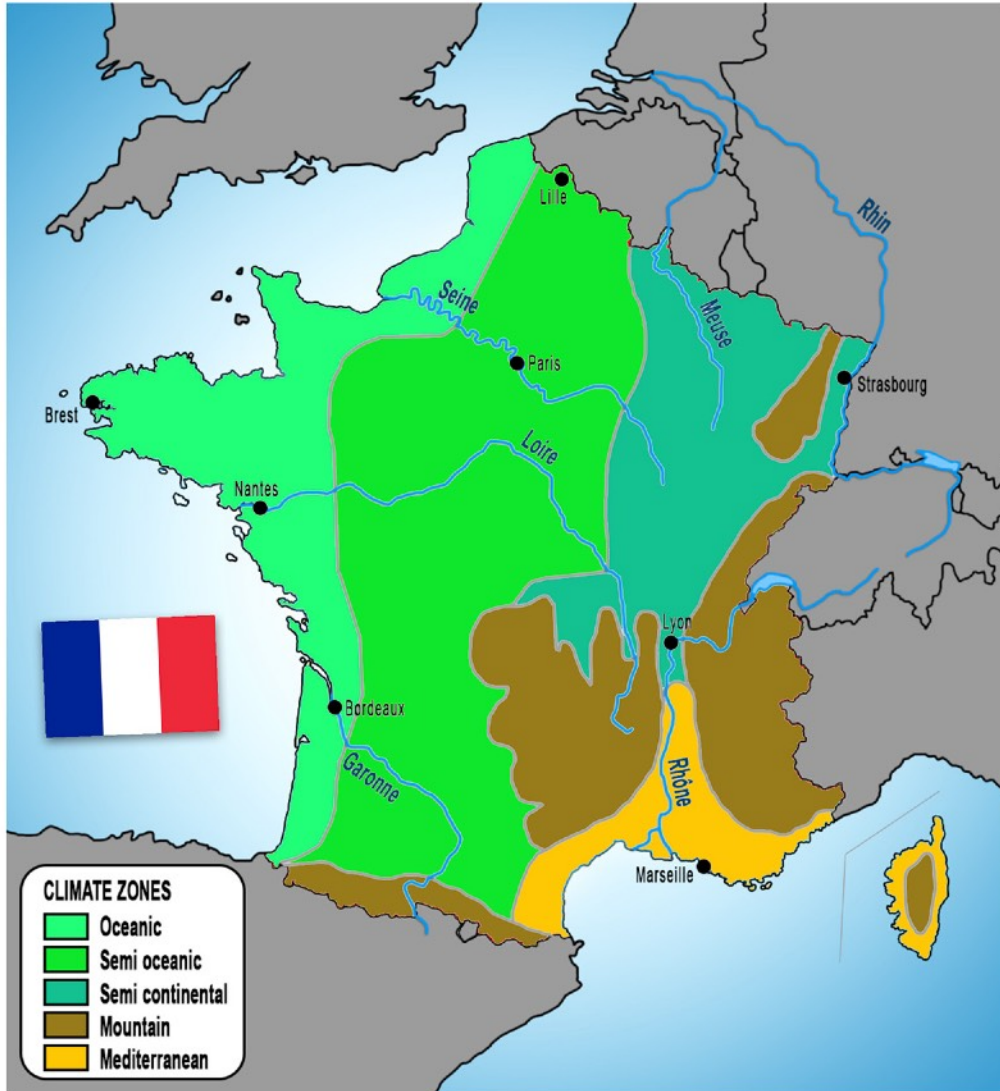 Lille
Rhin
Seine
Meuse
Paris
Strasbourg
Brest
Loire
Nantes
Lyon
Bordeaux
Garonne
Rhône
Marseille
CLIMATE ZONES
Oceanic
Semi oceanic
Semi continental
Mountain
Mediterranean